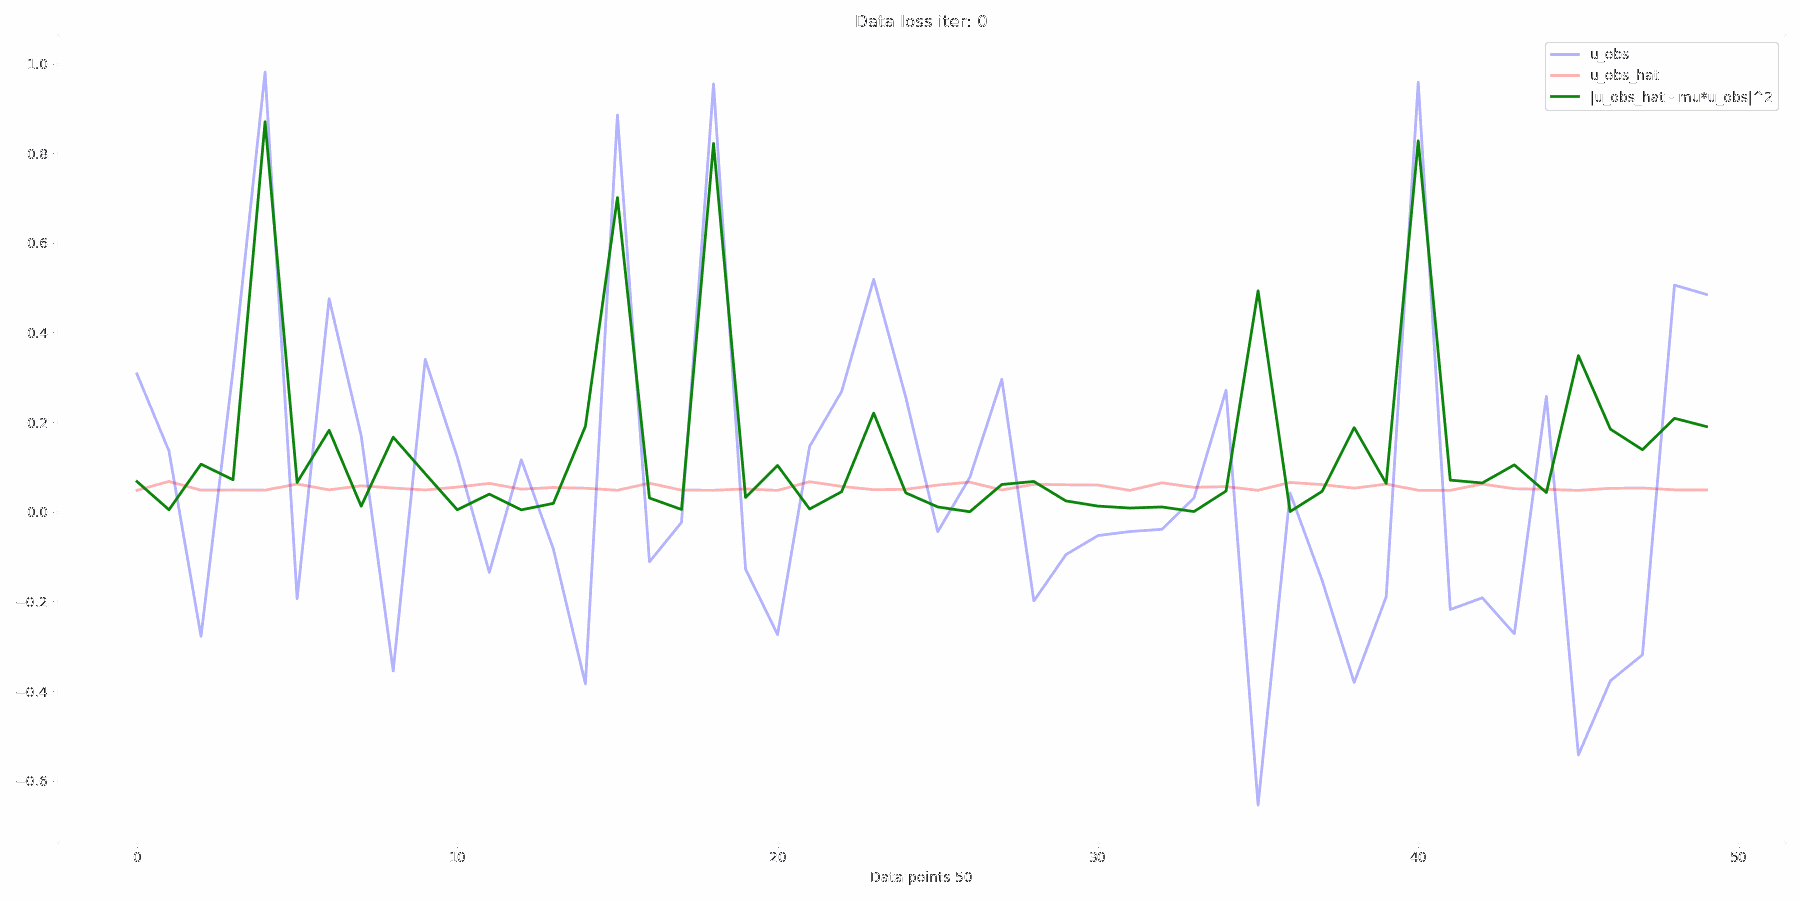 Data loss iter: 0
u_obs
u_obs_hat
|u_obs_hat - mu*u_obs|^2
1.0
0.8
0.6
0.4
0.2
0.0
−0.2
−0.4
−0.6
0 10 20 30 40 50
Data points 50